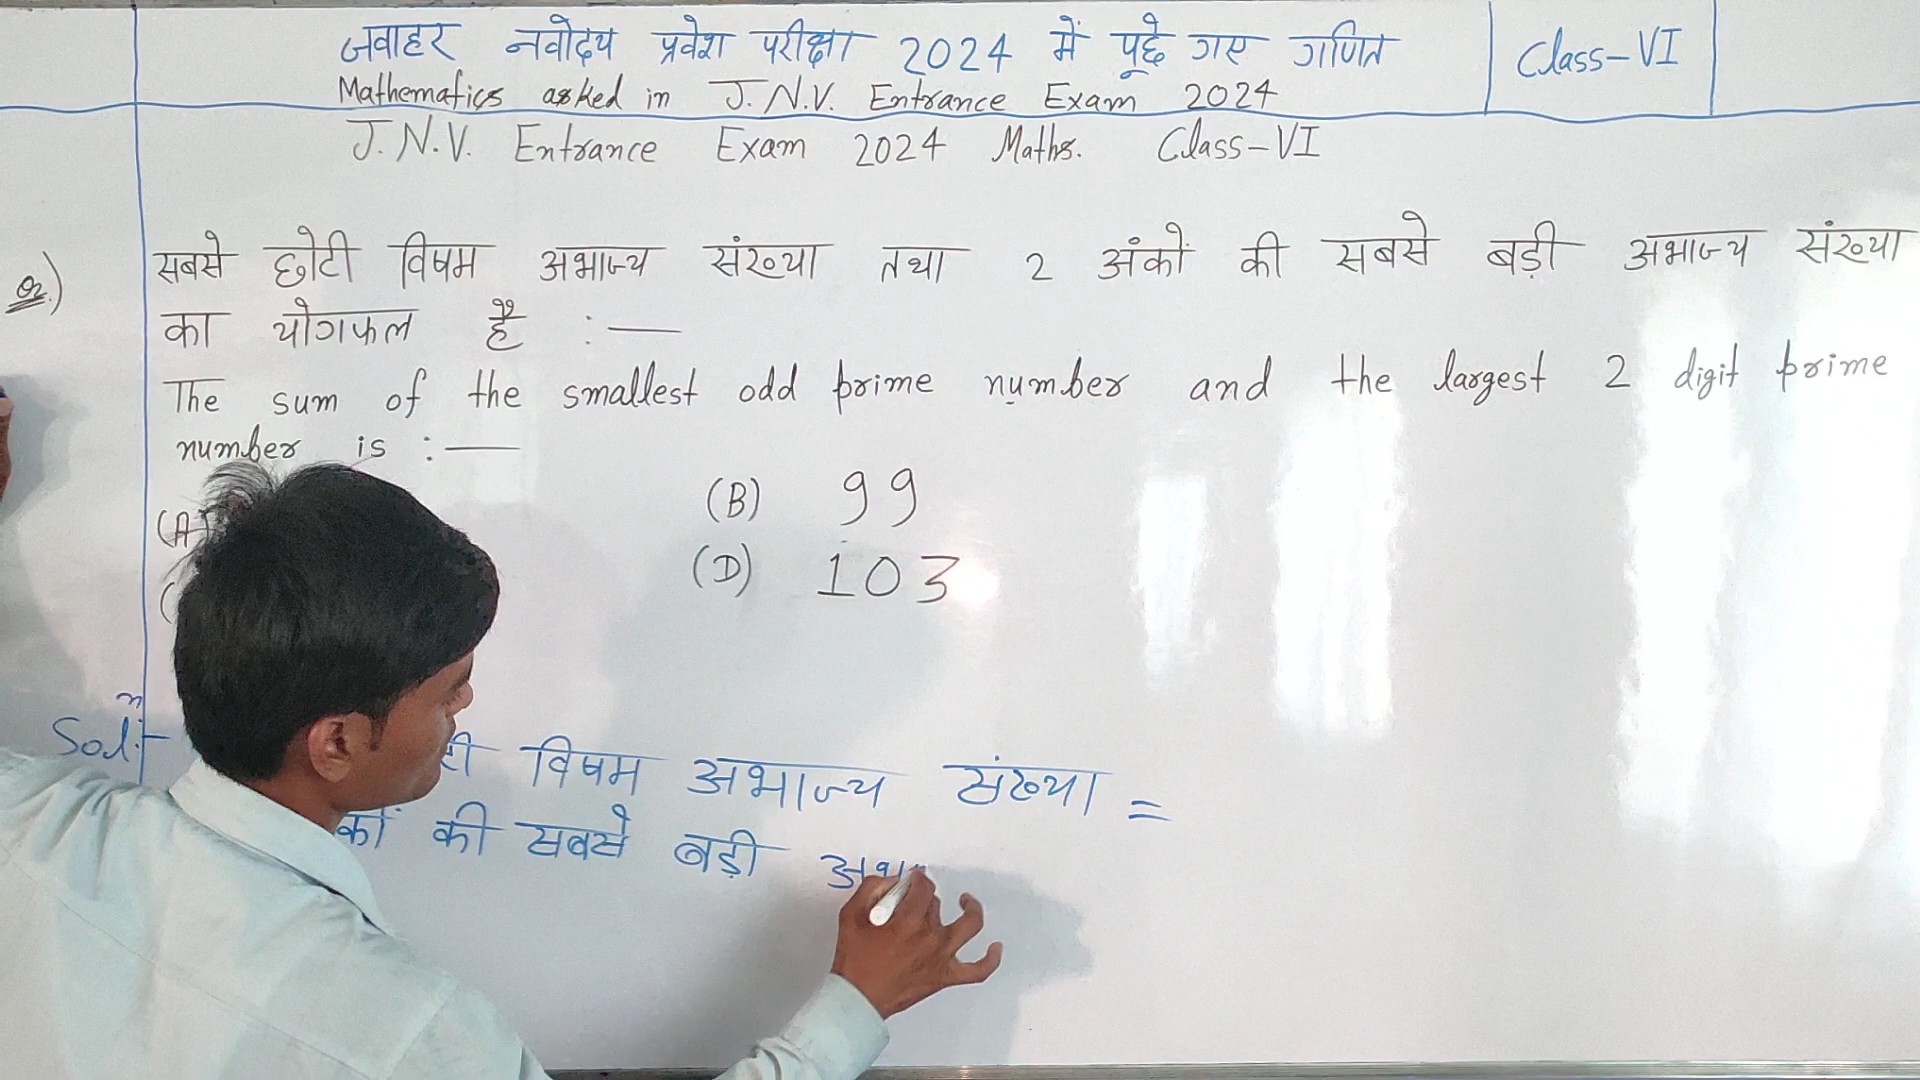 जवाहर नवोदय प्रवेश परीक्षा 2024 में पूछे गए गणित
Class-VI
Mathematics asked in J.N.V. Entrance Exam 2024
J.N.V. Entrance Exam 2024 Maths. Class-VI
Q.) सबसे छोटी विषम अभाज्य संख्या तथा 2 अंकों की सबसे बड़ी अभाज्य संख्या
का योगफल है :—
The sum of the smallest odd prime number and the largest 2 digit prime
number is :—
(A) (B) 99
(D) 103
Solⁿ:-
विषम अभाज्य संख्या =
की सबसे बड़ी